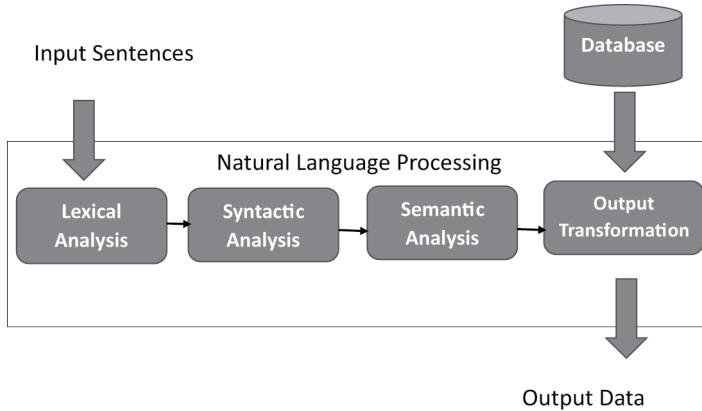 Input Sentences
Database
Natural Language Processing
Lexical
Analysis
Syntactic
Analysis
Semantic
Analysis
Output
Transformation
Output Data